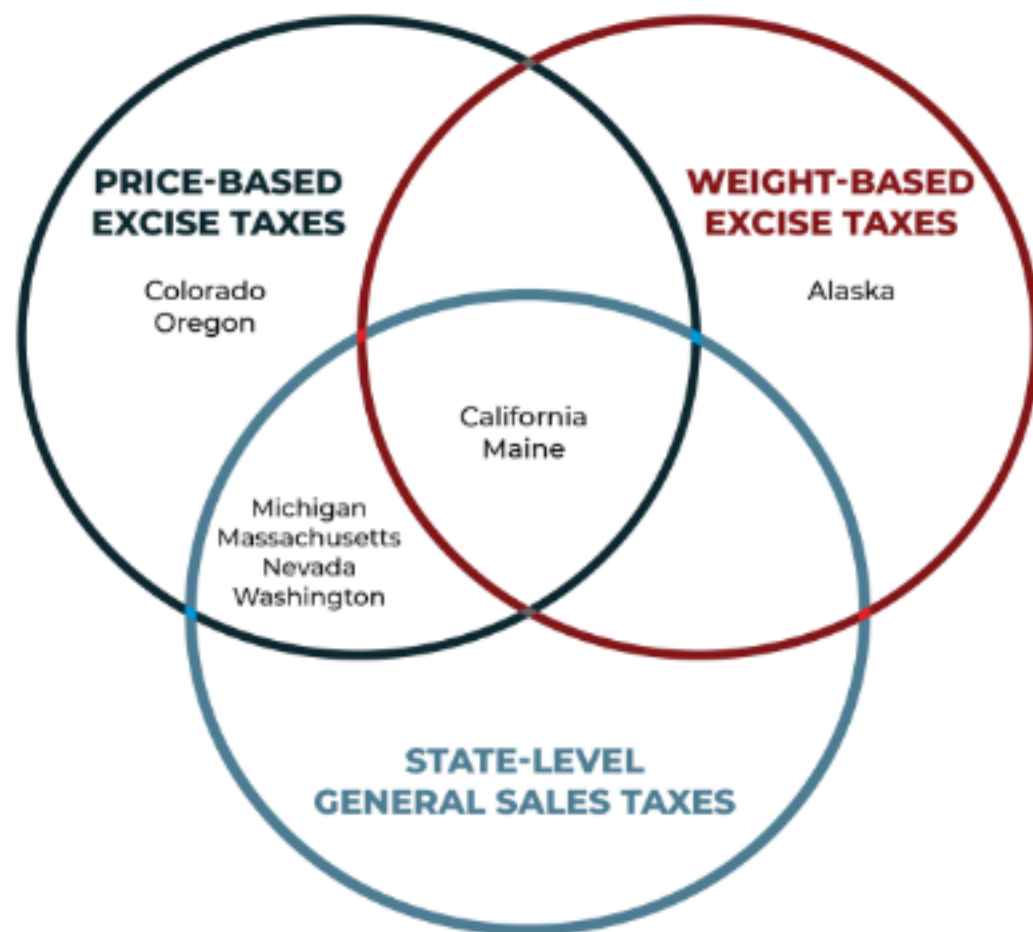 PRICE-BASED
EXCISE TAXES
Colorado
Oregon
WEIGHT-BASED
EXCISE TAXES
Alaska
California
Maine
Michigan
Massachusetts
Nevada
Washington
STATE-LEVEL
GENERAL SALES TAXES